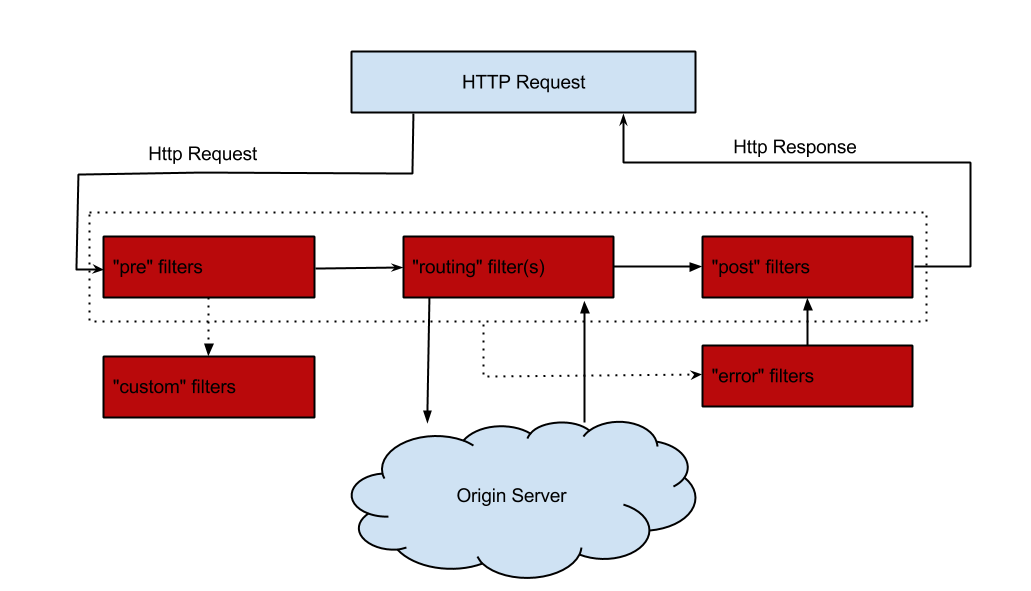 HTTP Request
Http Request
Http Response
"pre" filters
"routing" filter(s)
"post" filters
"custom" filters
"error" filters
Origin Server